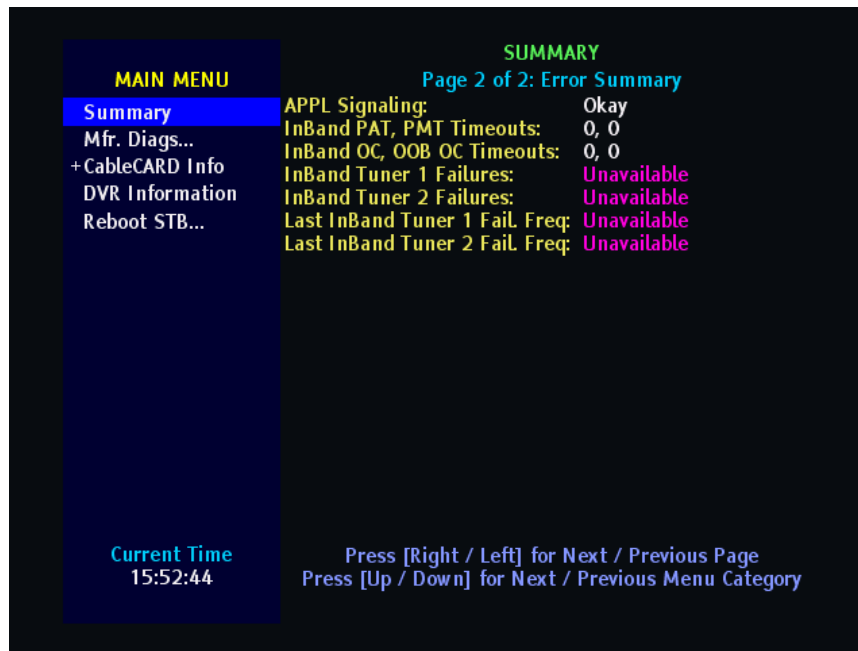 MAIN MENU
Summary
Mfr. Diags...
+CableCARD Info
DVR Information
Reboot STB...
Current Time
15:52:44
SUMMARY
Page 2 of 2: Error Summary
APPL Signaling: Okay
InBand PAT, PMT Timeouts: 0, 0
InBand OC, OOB OC Timeouts: 0, 0
InBand Tuner 1 Failures: Unavailable
InBand Tuner 2 Failures: Unavailable
Last InBand Tuner 1 Fail. Freq: Unavailable
Last InBand Tuner 2 Fail. Freq: Unavailable
Press [Right / Left] for Next / Previous Page
Press [Up / Down] for Next / Previous Menu Category